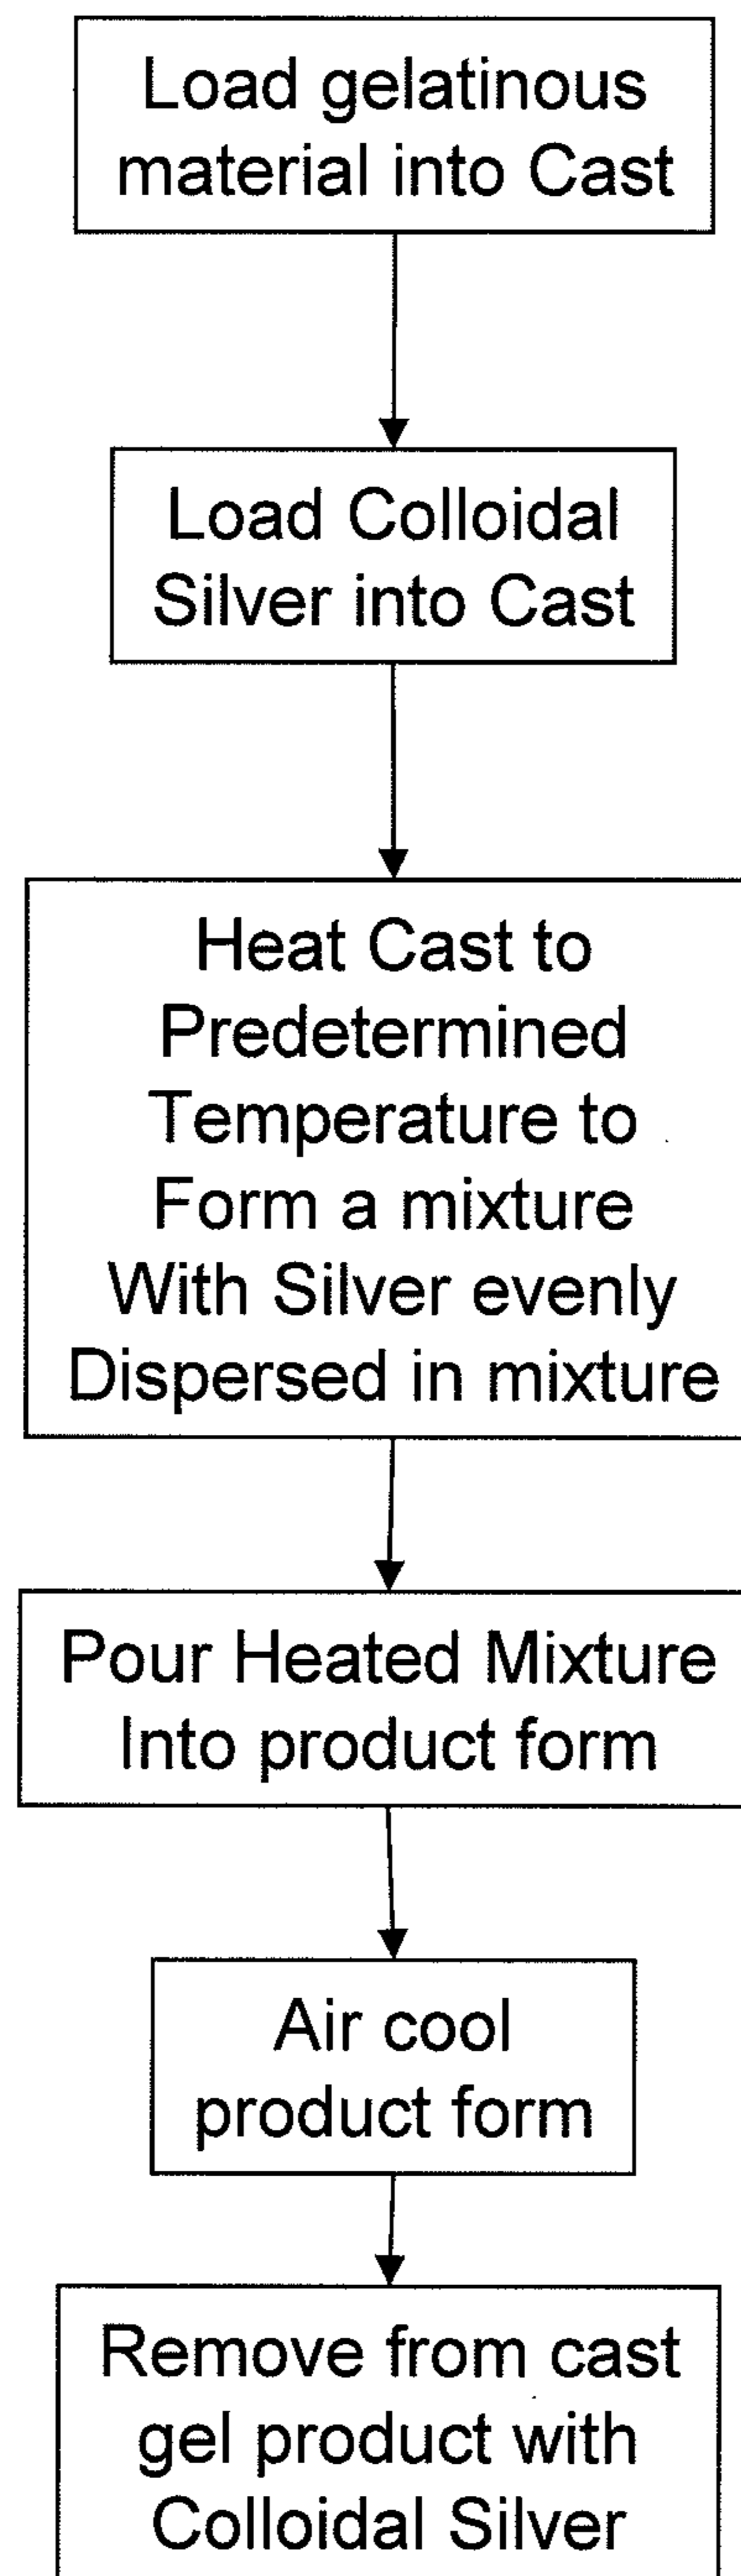 Load gelatinous
material into Cast
Load Colloidal
Silver into Cast
Heat Cast to
Predetermined
Temperature to
Form a mixture
With Silver evenly
Dispersed in mixture
Pour Heated Mixture
Into product form
Air cool
product form
Remove from cast
gel product with
Colloidal Silver